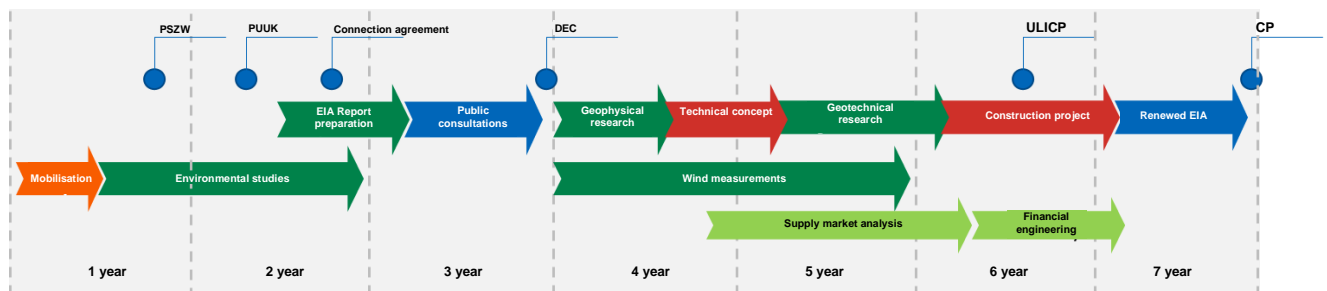 PSZW
PUUK
Connection agreement
DEC
ULICP
CP
EIA Report
preparation
Public
consultations
Geophysical
research
Technical concept
Geotechnical
research
Construction project
Renewed EIA
Mobilisation
Environmental studies
Wind measurements
Supply market analysis
Financial
engineering
1 year
2 year
3 year
4 year
5 year
6 year
7 year